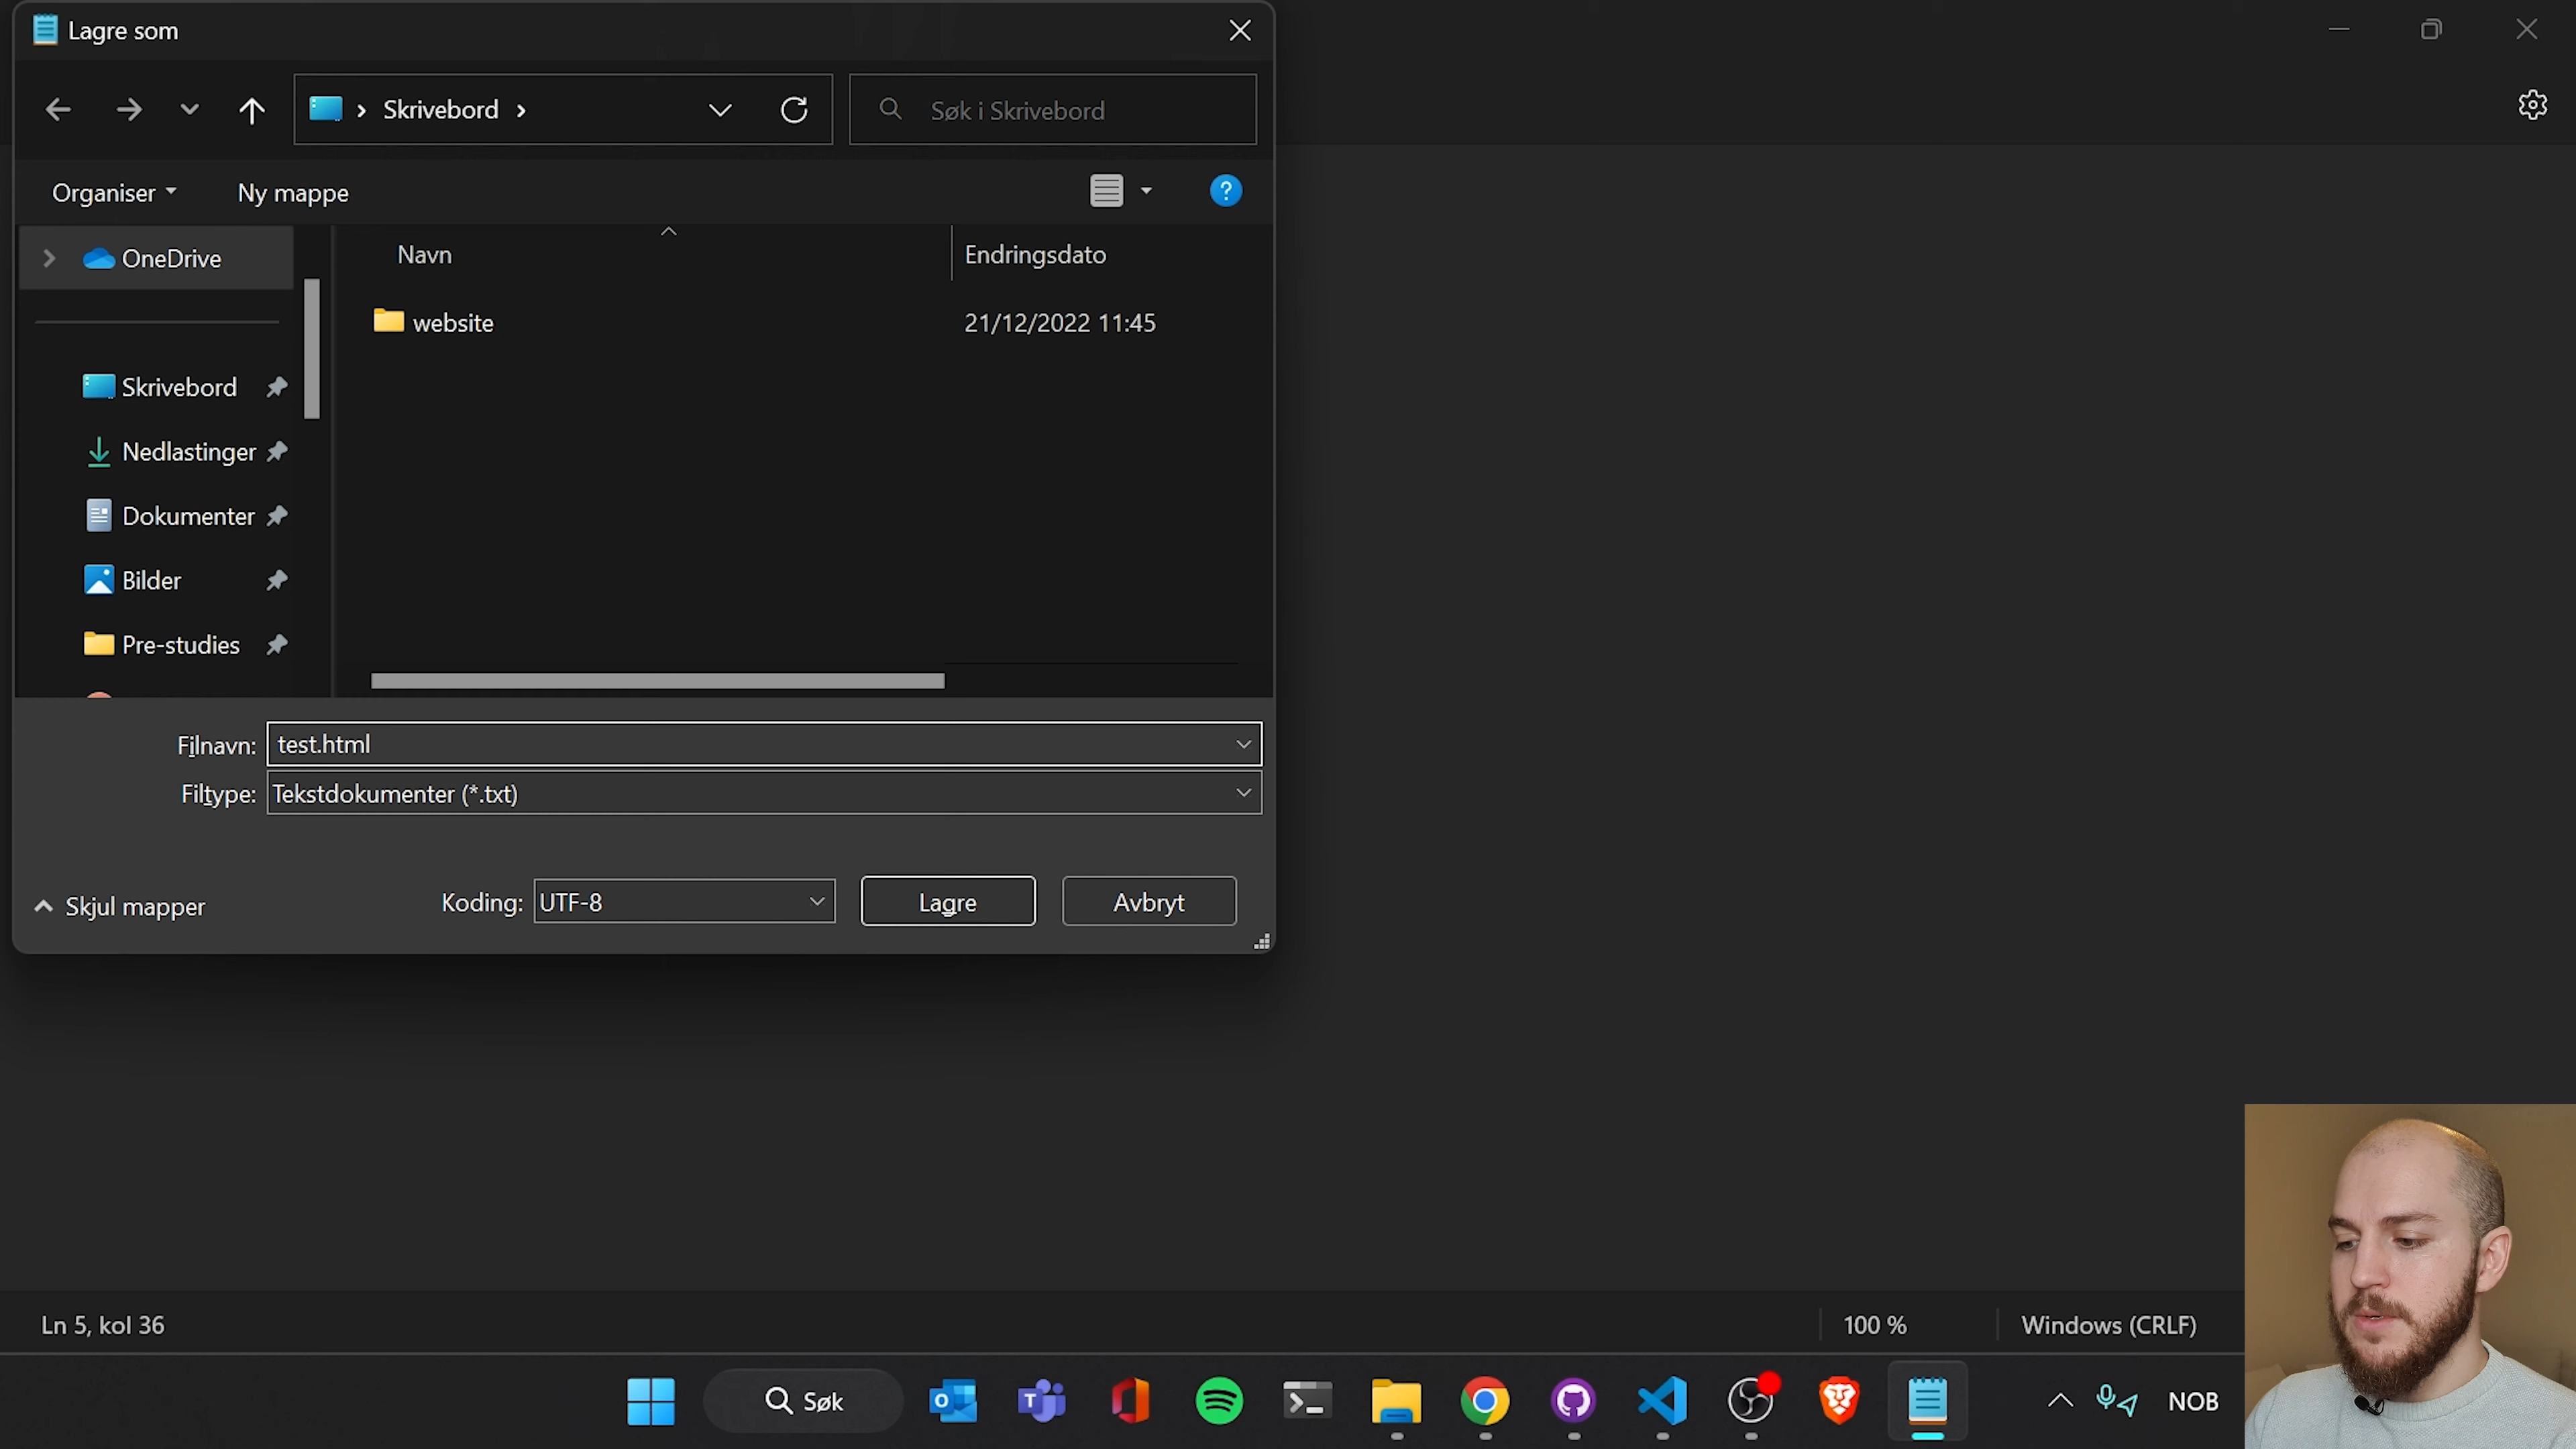 Lagre som
Skrivebord
Søk i Skrivebord
Organiser
Ny mappe
OneDrive
Navn
Endringsdato
website
21/12/2022 11:45
Skrivebord
Nedlastinger
Dokumenter
Bilder
Pre-studies
Filnavn: test.html
Filtype: Tekstdokumenter (*.txt)
Skjul mapper
Koding: UTF-8
Lagre
Avbryt
Ln 5, kol 36
100 %
Windows (CRLF)
Søk
NOB